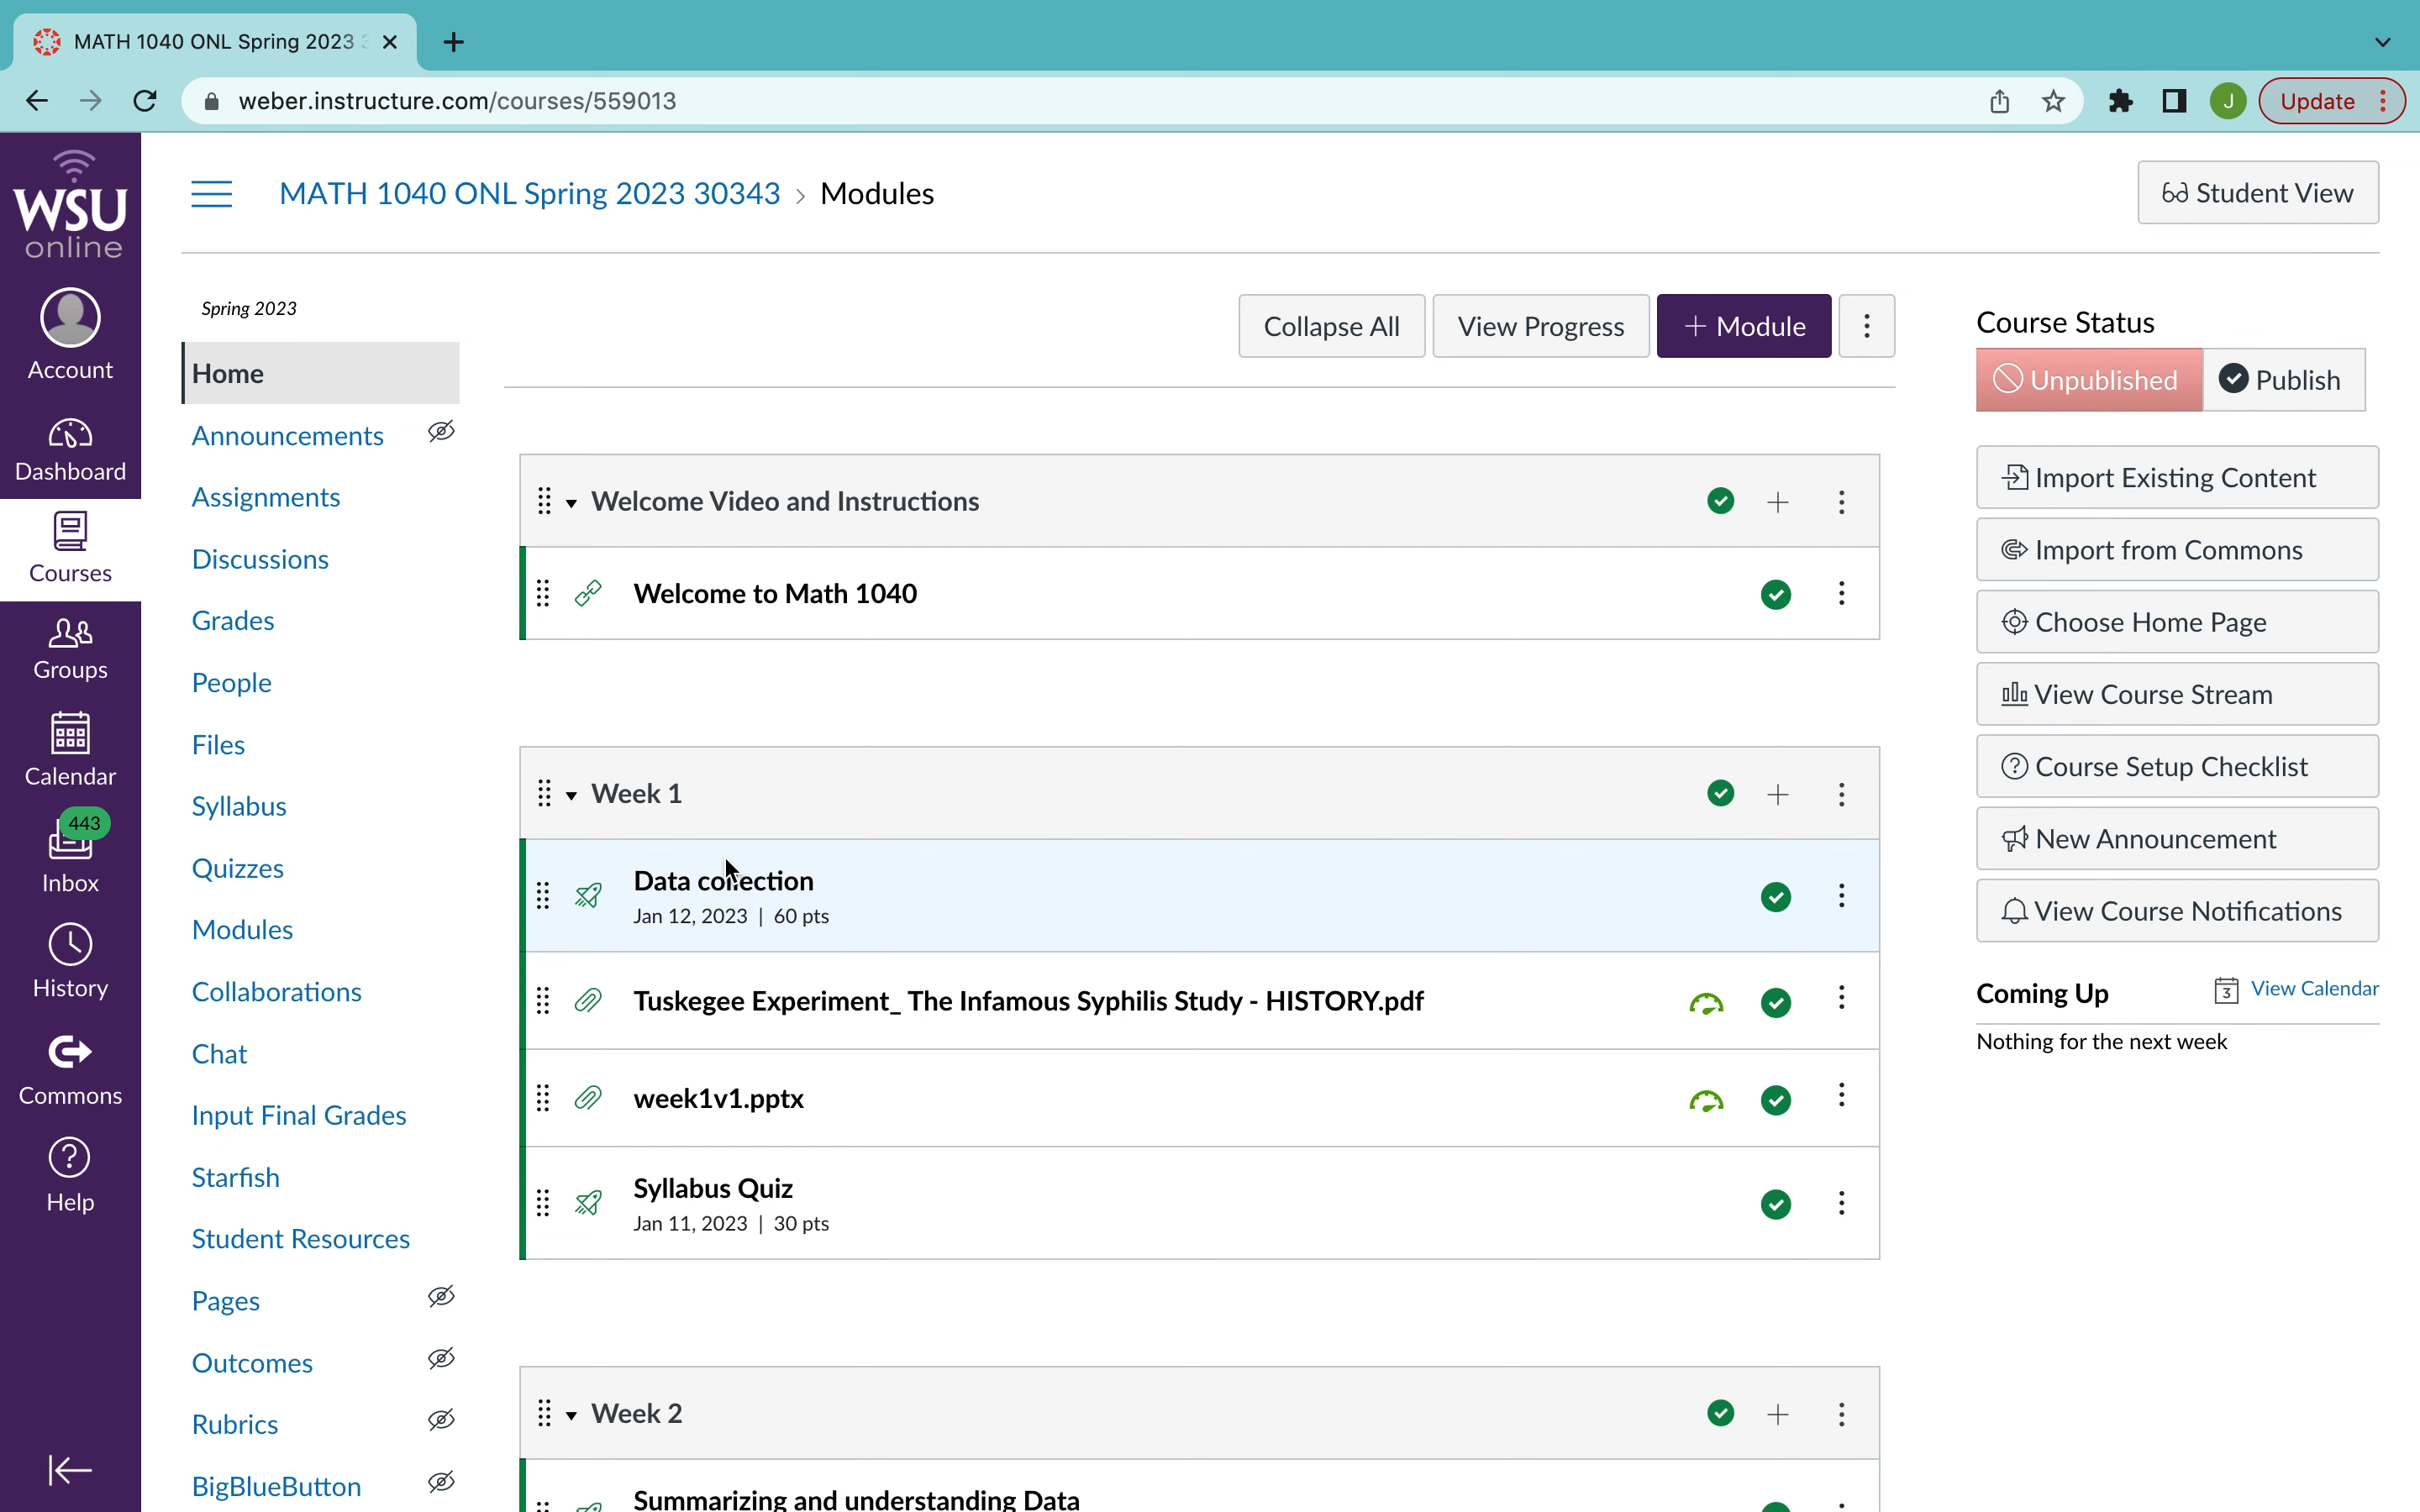 MATH 1040 ONL Spring 2023 3
weber.instructure.com/courses/559013
J
Update
WSU
online
Account
Dashboard
Courses
Groups
Calendar
443
Inbox
History
Commons
Help
MATH 1040 ONL Spring 2023 30343 > Modules
Student View
Spring 2023
Home
Announcements
Assignments
Discussions
Grades
People
Files
Syllabus
Quizzes
Modules
Collaborations
Chat
Input Final Grades
Starfish
Student Resources
Pages
Outcomes
Rubrics
BigBlueButton
Collapse All
View Progress
+ Module
Welcome Video and Instructions
Welcome to Math 1040
Week 1
Data collection
Jan 12, 2023 | 60 pts
Tuskegee Experiment_ The Infamous Syphilis Study - HISTORY.pdf
week1v1.pptx
Syllabus Quiz
Jan 11, 2023 | 30 pts
Week 2
Summarizing and understanding Data
Course Status
Unpublished
Publish
Import Existing Content
Import from Commons
Choose Home Page
View Course Stream
Course Setup Checklist
New Announcement
View Course Notifications
Coming Up
3 View Calendar
Nothing for the next week